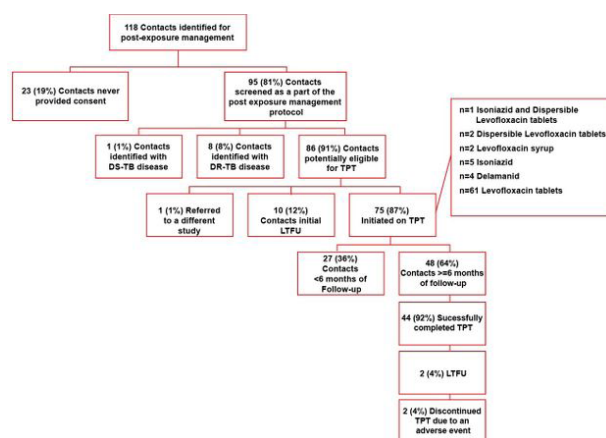 118 Contacts identified for
post-exposure management
23 (19%) Contacts never
provided consent
95 (81%) Contacts
screened as a part of the
post exposure management
protocol
n=1 Isoniazid and Dispersible
Levofloxacin tablets
n=2 Dispersible Levofloxacin tablets
n=2 Levofloxacin syrup
n=5 Isoniazid
n=4 Delamanid
n=61 Levofloxacin tablets
1 (1%) Contacts
identified with
DS-TB disease
8 (8%) Contacts
identified with
DR-TB disease
86 (91%) Contacts
potentially eligible
for TPT
1 (1%) Referred
to a different
study
10 (12%)
Contacts initial
LTFU
75 (87%)
Initiated on TPT
27 (36%)
Contacts
<6 months of
Follow-up
48 (64%)
Contacts >=6 months
of follow-up
44 (92%) Sucessfully
completed TPT
2 (4%) LTFU
2 (4%) Discontinued
TPT due to an
adverse event